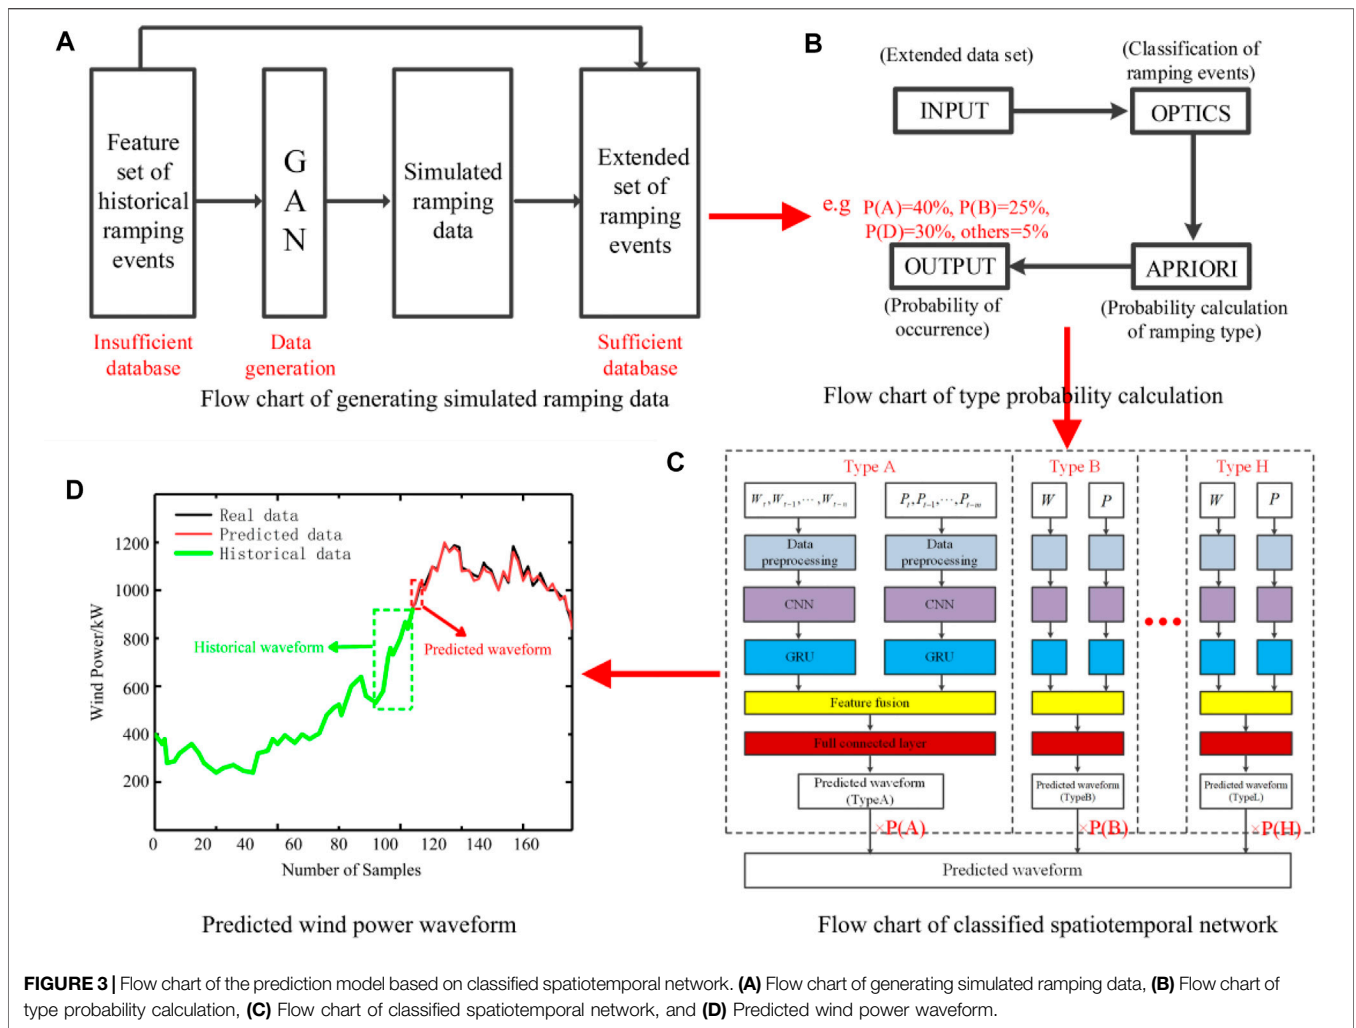 A
Feature
set of
historical
ramping
events
G
A
N
Simulated
ramping
data
Extended
set of
ramping
events
Insufficient
database
Data
generation
Sufficient
database
Flow chart of generating simulated ramping data
B
(Extended data set)
(Classification of
ramping events)
INPUT
OPTICS
e.g P(A)=40%, P(B)=25%,
P(D)=30%, others=5%
OUTPUT
APRIORI
(Probability of
occurrence)
(Probability calculation
of ramping type)
Flow chart of type probability calculation
C
Type A
Type B
Type H
Wt,Wt-1,···,Wt-n
Pt,Pt-1,···,Pt-m
W
P
W
P
Data
preprocessing
Data
preprocessing
CNN
CNN
GRU
GRU
Feature fusion
Full connected layer
Predicted waveform
(TypeA)
Predicted waveform
(TypeB)
Predicted waveform
(TypeL)
×P(A)
×P(B)
×P(H)
Predicted waveform
Flow chart of classified spatiotemporal network
D
Real data
Predicted data
Historical data
1200
1000
800
600
400
200
Wind Power/kW
Historical waveform
Predicted waveform
0 20 40 60 80 100 120 140 160
Number of Samples
Predicted wind power waveform
FIGURE 3 | Flow chart of the prediction model based on classified spatiotemporal network. (A) Flow chart of generating simulated ramping data, (B) Flow chart of
type probability calculation, (C) Flow chart of classified spatiotemporal network, and (D) Predicted wind power waveform.